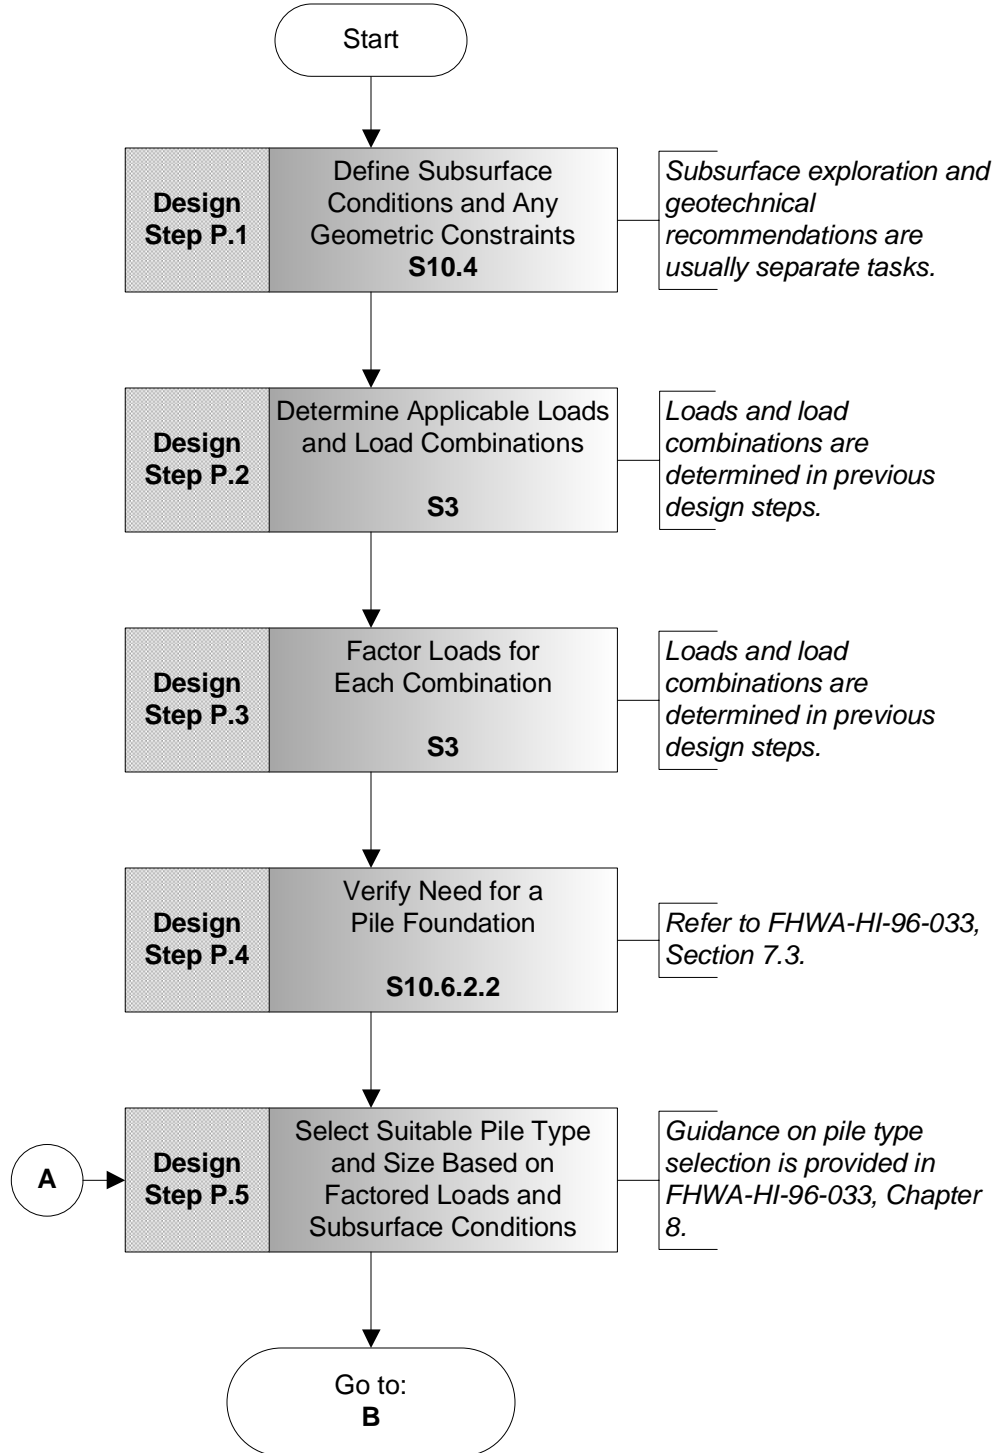 Start
Design
Step P.1
Define Subsurface
Conditions and Any
Geometric Constraints
S10.4
Subsurface exploration and
geotechnical
recommendations are
usually separate tasks.
Design
Step P.2
Determine Applicable Loads
and Load Combinations
S3
Loads and load
combinations are
determined in previous
design steps.
Design
Step P.3
Factor Loads for
Each Combination
S3
Loads and load
combinations are
determined in previous
design steps.
Design
Step P.4
Verify Need for a
Pile Foundation
S10.6.2.2
Refer to FHWA-HI-96-033,
Section 7.3.
A
Design
Step P.5
Select Suitable Pile Type
and Size Based on
Factored Loads and
Subsurface Conditions
Guidance on pile type
selection is provided in
FHWA-HI-96-033, Chapter
8.
Go to:
B